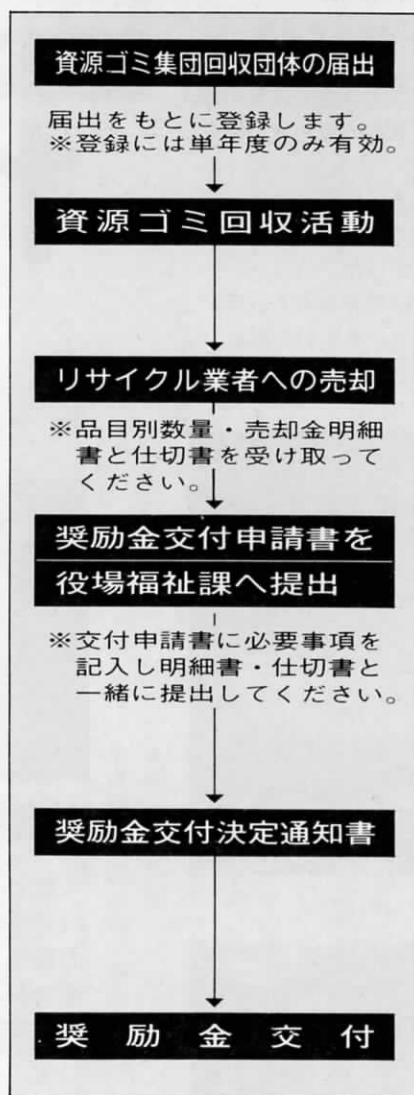 資源ゴミ集団回収団体の届出
届出をもとに登録します。
※登録には単年度のみ有効。
資源ゴミ回収活動
リサイクル業者への売却
※品目別数量・売却金明細
書と仕切書を受け取って
ください。
奨励金交付申請書を
役場福祉課へ提出
※交付申請書に必要事項を
記入し明細書・仕切書と
一緒に提出してください。
奨励金交付決定通知書
奨励金交付